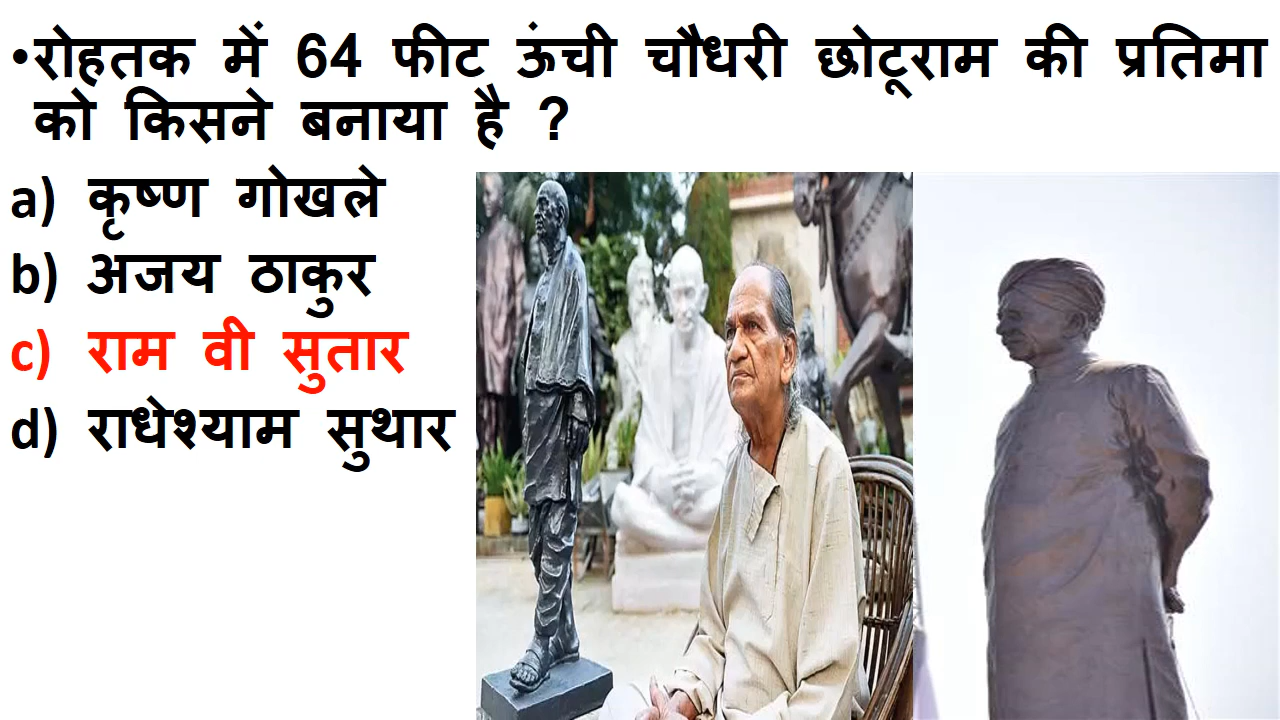 •रोहतक में 64 फीट ऊंची चौधरी छोटूराम की प्रतिमा
को किसने बनाया है ?
a) कृष्ण गोखले
b) अजय ठाकुर
c) राम वी सुतार
d) राधेश्याम सुथार